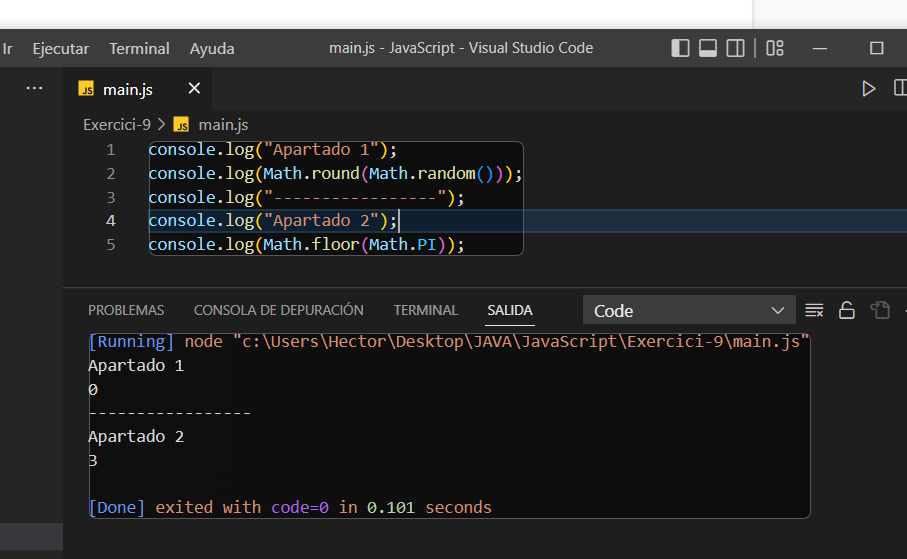 Ir Ejecutar Terminal Ayuda main.js - JavaScript - Visual Studio Code
... JS main.js
Exercici-9 > JS main.js
1 console.log("Apartado 1");
2 console.log(Math.round(Math.random()));
3 console.log("-----------------");
4 console.log("Apartado 2");
5 console.log(Math.floor(Math.PI));
PROBLEMAS CONSOLA DE DEPURACIÓN TERMINAL SALIDA Code
[Running] node "c:\Users\Hector\Desktop\JAVA\JavaScript\Exercici-9\main.js"
Apartado 1
0
-----------------
Apartado 2
3
[Done] exited with code=0 in 0.101 seconds